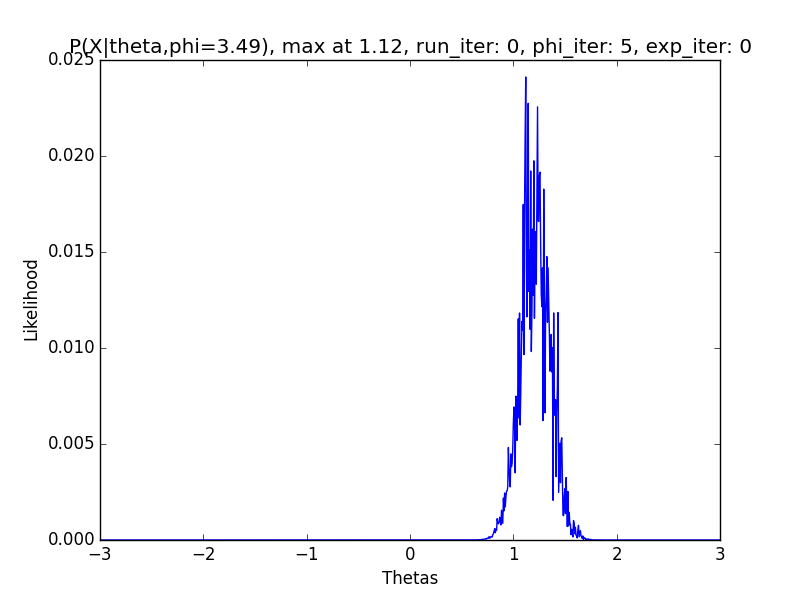 P(X|theta,phi=3.49), max at 1.12, run_iter: 0, phi_iter: 5, exp_iter: 0
0.025
0.020
0.015
0.010
0.005
0.000
Likelihood
−3 −2 −1 0 1 2 3
Thetas